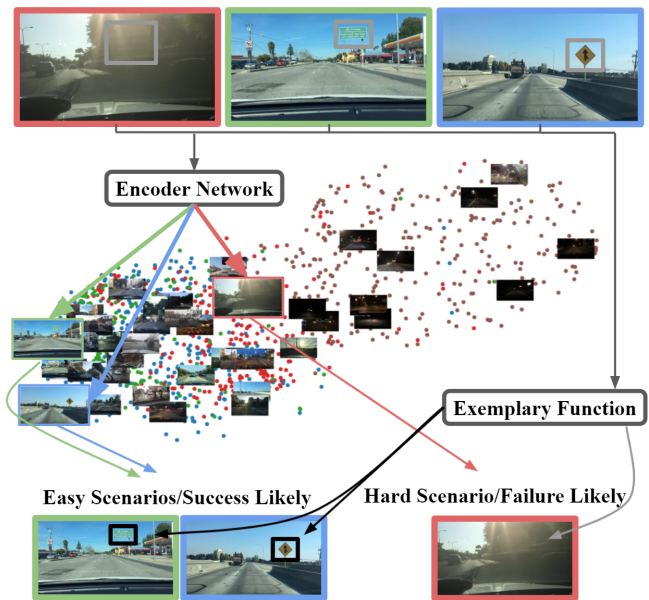 Encoder Network
Exemplary Function
Easy Scenarios/Success Likely
Hard Scenario/Failure Likely